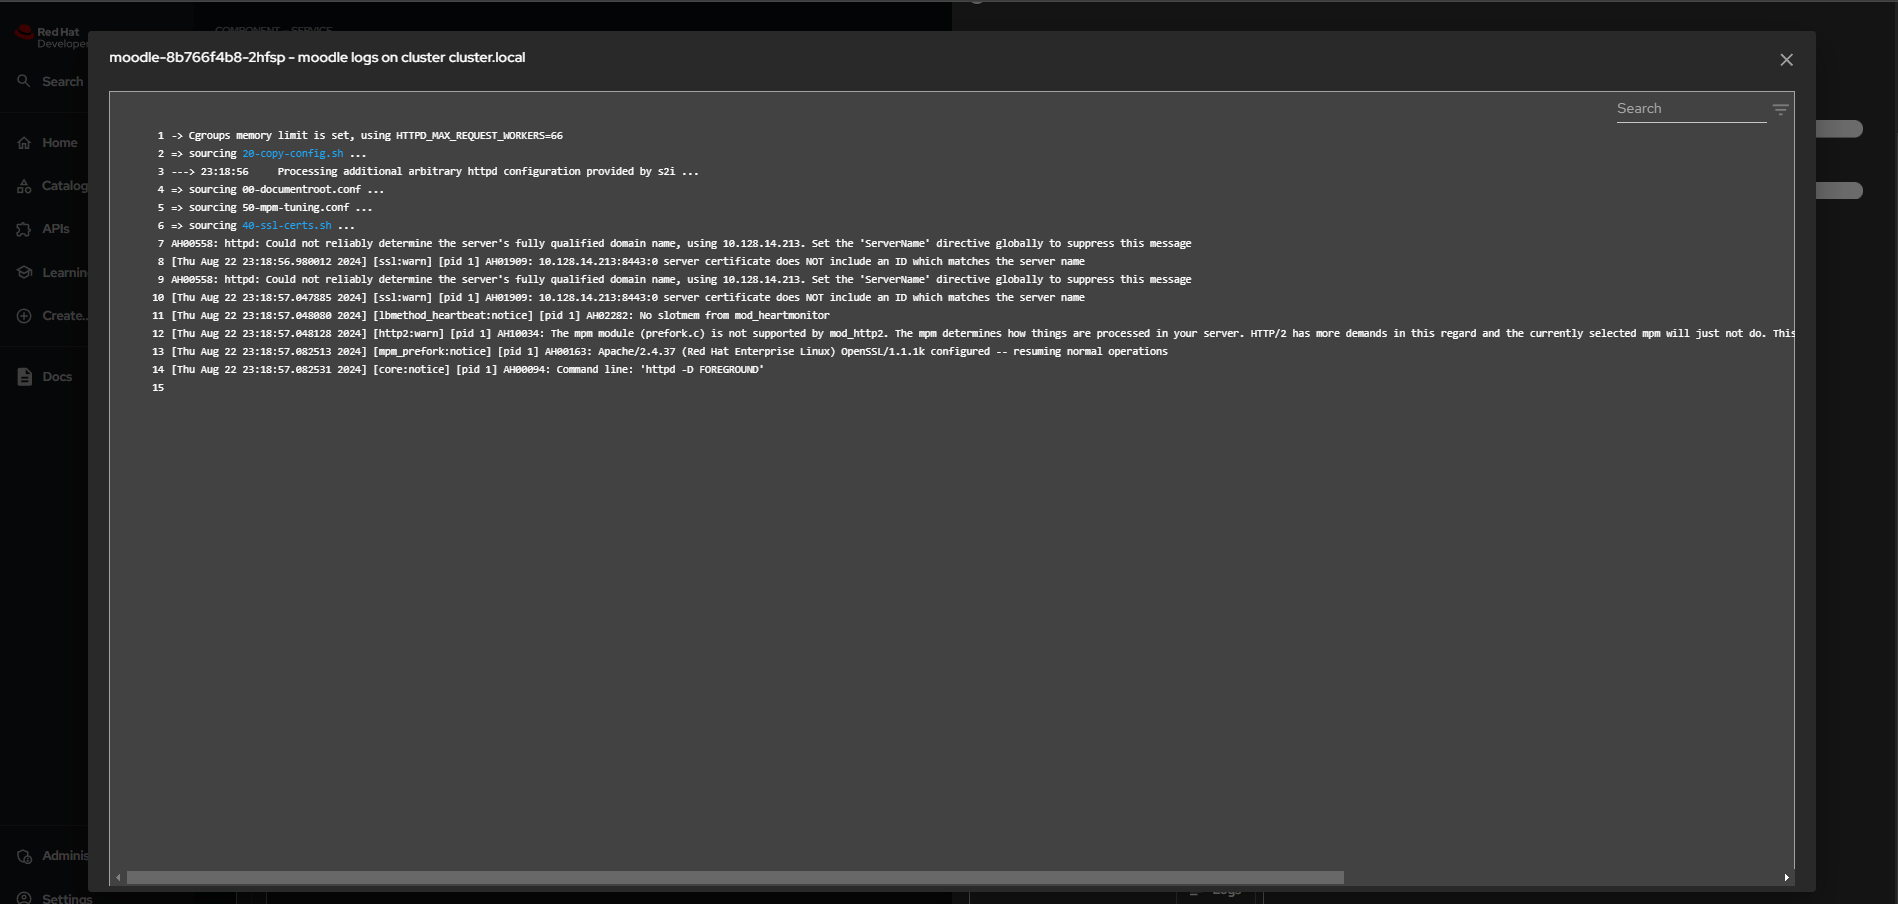 COMPONENT — SERVICE
Red Hat
Develope
Search
Home
Catalog
APIs
Learnin
Create..
Docs
Adminis
Settings
moodle-8b766f4b8-2hfsp - moodle logs on cluster cluster.local
Search
1 -> Cgroups memory limit is set, using HTTPD_MAX_REQUEST_WORKERS=66
2 => sourcing 20-copy-config.sh ...
3 ---> 23:18:56     Processing additional arbitrary httpd configuration provided by s2i ...
4 => sourcing 00-documentroot.conf ...
5 => sourcing 50-mpm-tuning.conf ...
6 => sourcing 40-ssl-certs.sh ...
7 AH00558: httpd: Could not reliably determine the server's fully qualified domain name, using 10.128.14.213. Set the 'ServerName' directive globally to suppress this message
8 [Thu Aug 22 23:18:56.980012 2024] [ssl:warn] [pid 1] AH01909: 10.128.14.213:8443:0 server certificate does NOT include an ID which matches the server name
9 AH00558: httpd: Could not reliably determine the server's fully qualified domain name, using 10.128.14.213. Set the 'ServerName' directive globally to suppress this message
10 [Thu Aug 22 23:18:57.047885 2024] [ssl:warn] [pid 1] AH01909: 10.128.14.213:8443:0 server certificate does NOT include an ID which matches the server name
11 [Thu Aug 22 23:18:57.048080 2024] [lbmethod_heartbeat:notice] [pid 1] AH02282: No slotmem from mod_heartmonitor
12 [Thu Aug 22 23:18:57.048128 2024] [http2:warn] [pid 1] AH10034: The mpm module (prefork.c) is not supported by mod_http2. The mpm determines how things are processed in your server. HTTP/2 has more demands in this regard and the currently selected mpm will just not do. This
13 [Thu Aug 22 23:18:57.082513 2024] [mpm_prefork:notice] [pid 1] AH00163: Apache/2.4.37 (Red Hat Enterprise Linux) OpenSSL/1.1.1k configured -- resuming normal operations
14 [Thu Aug 22 23:18:57.082531 2024] [core:notice] [pid 1] AH00094: Command line: 'httpd -D FOREGROUND'
15
Logs